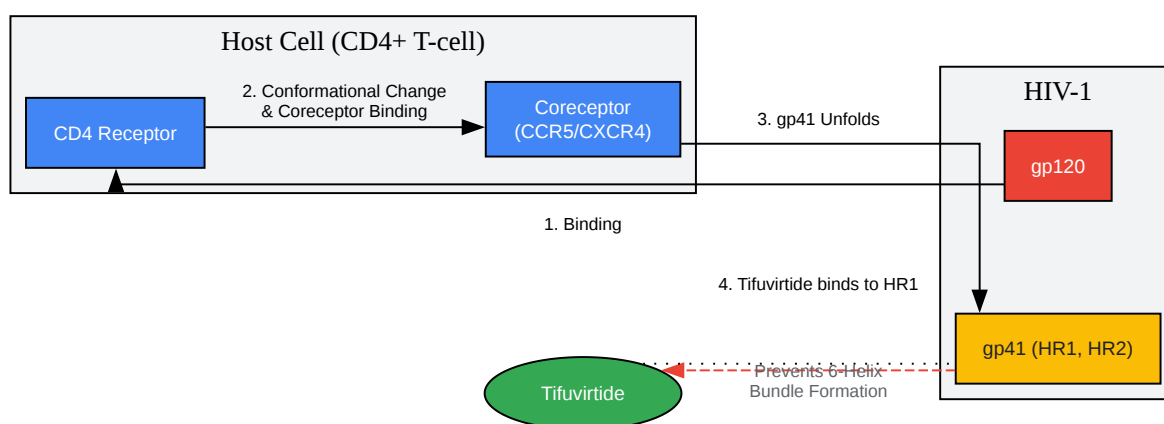 Host Cell (CD4+ T-cell)
HIV-1
2. Conformational Change
& Coreceptor Binding
CD4 Receptor
Coreceptor
(CCR5/CXCR4)
3. gp41 Unfolds
gp120
1. Binding
4. Tifuvirtide binds to HR1
gp41 (HR1, HR2)
Prevents 6-Helix
Bundle Formation
Tifuvirtide